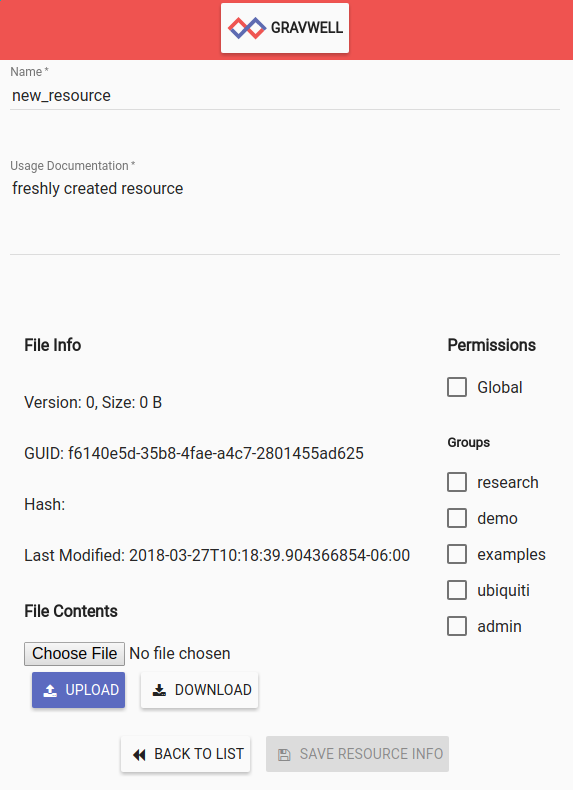 GRAVWELL
Name *
new_resource
Usage Documentation *
freshly created resource
File Info
Version: 0, Size: 0 B
GUID: f6140e5d-35b8-4fae-a4c7-2801455ad625
Hash:
Last Modified: 2018-03-27T10:18:39.904366854-06:00
File Contents
Choose File No file chosen
UPLOAD DOWNLOAD
Permissions
Global
Groups
research
demo
examples
ubiquiti
admin
BACK TO LIST SAVE RESOURCE INFO